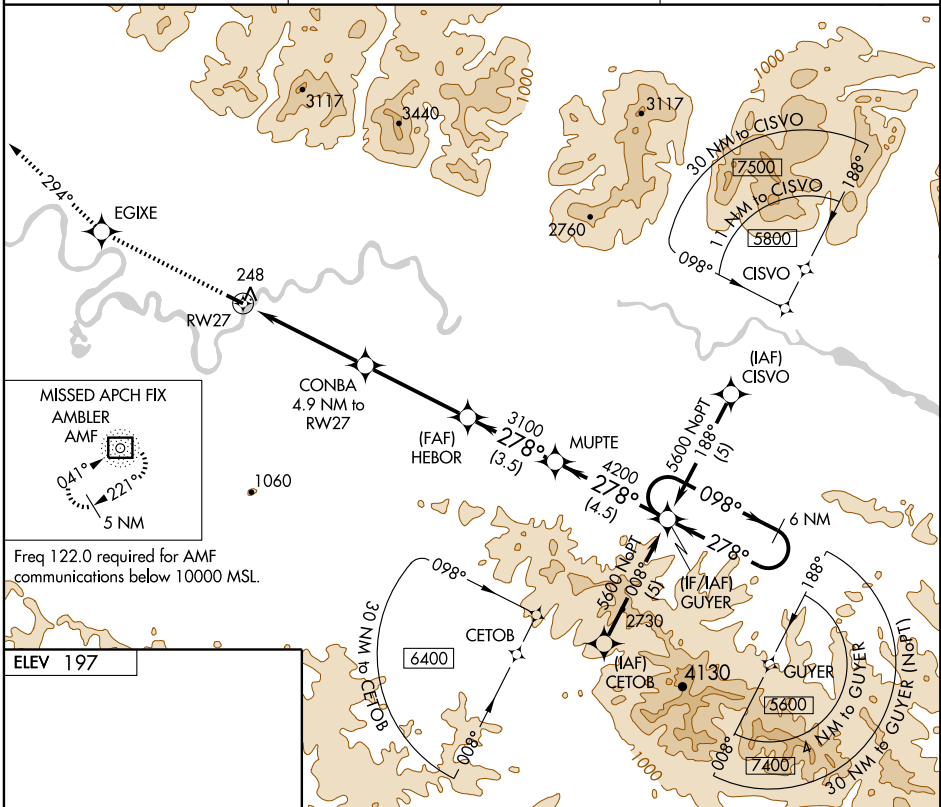 3117
3440
1000
3117
1000
30 NM to CISVO
7500
188°
11 NM to CISVO
5800
098°
CISVO
2760
294°
EGIXE
248
RW27
CONBA
4.9 NM to
RW27
(IAF)
CISVO
3100
(FAF)
HEBOR
278°
(3.5)
MUPTE
5600 NoPT
188°
(5)
4200
278°
(4.5)
098°
6 NM
278°
MISSED APCH FIX
AMBLER
AMF
041°
221°
5 NM
1060
Freq 122.0 required for AMF
communications below 10000 MSL.
(IF/IAF)
GUYER
5600 NoPT
008°
(5)
2730
(IAF)
CETOB
098°
CETOB
30 NM to CETOB
6400
008°
188°
GUYER
4130
5600
4 NM to GUYER
7400
30 NM to GUYER (NoPT)
008°
1000
ELEV 197